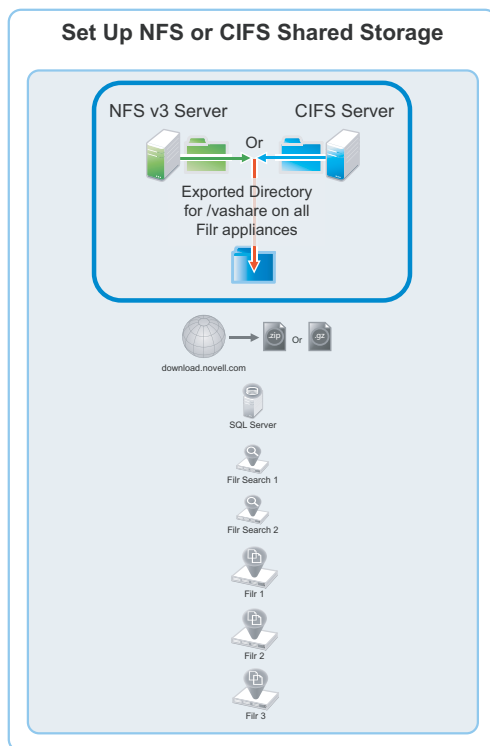 Set Up NFS or CIFS Shared Storage
NFS v3 Server
CIFS Server
Or
Exported Directory
for /vashare on all
Filr appliances
.zip
Or
.gz
download.novell.com
SQL Server
Filr Search 1
Filr Search 2
Filr 1
Filr 2
Filr 3